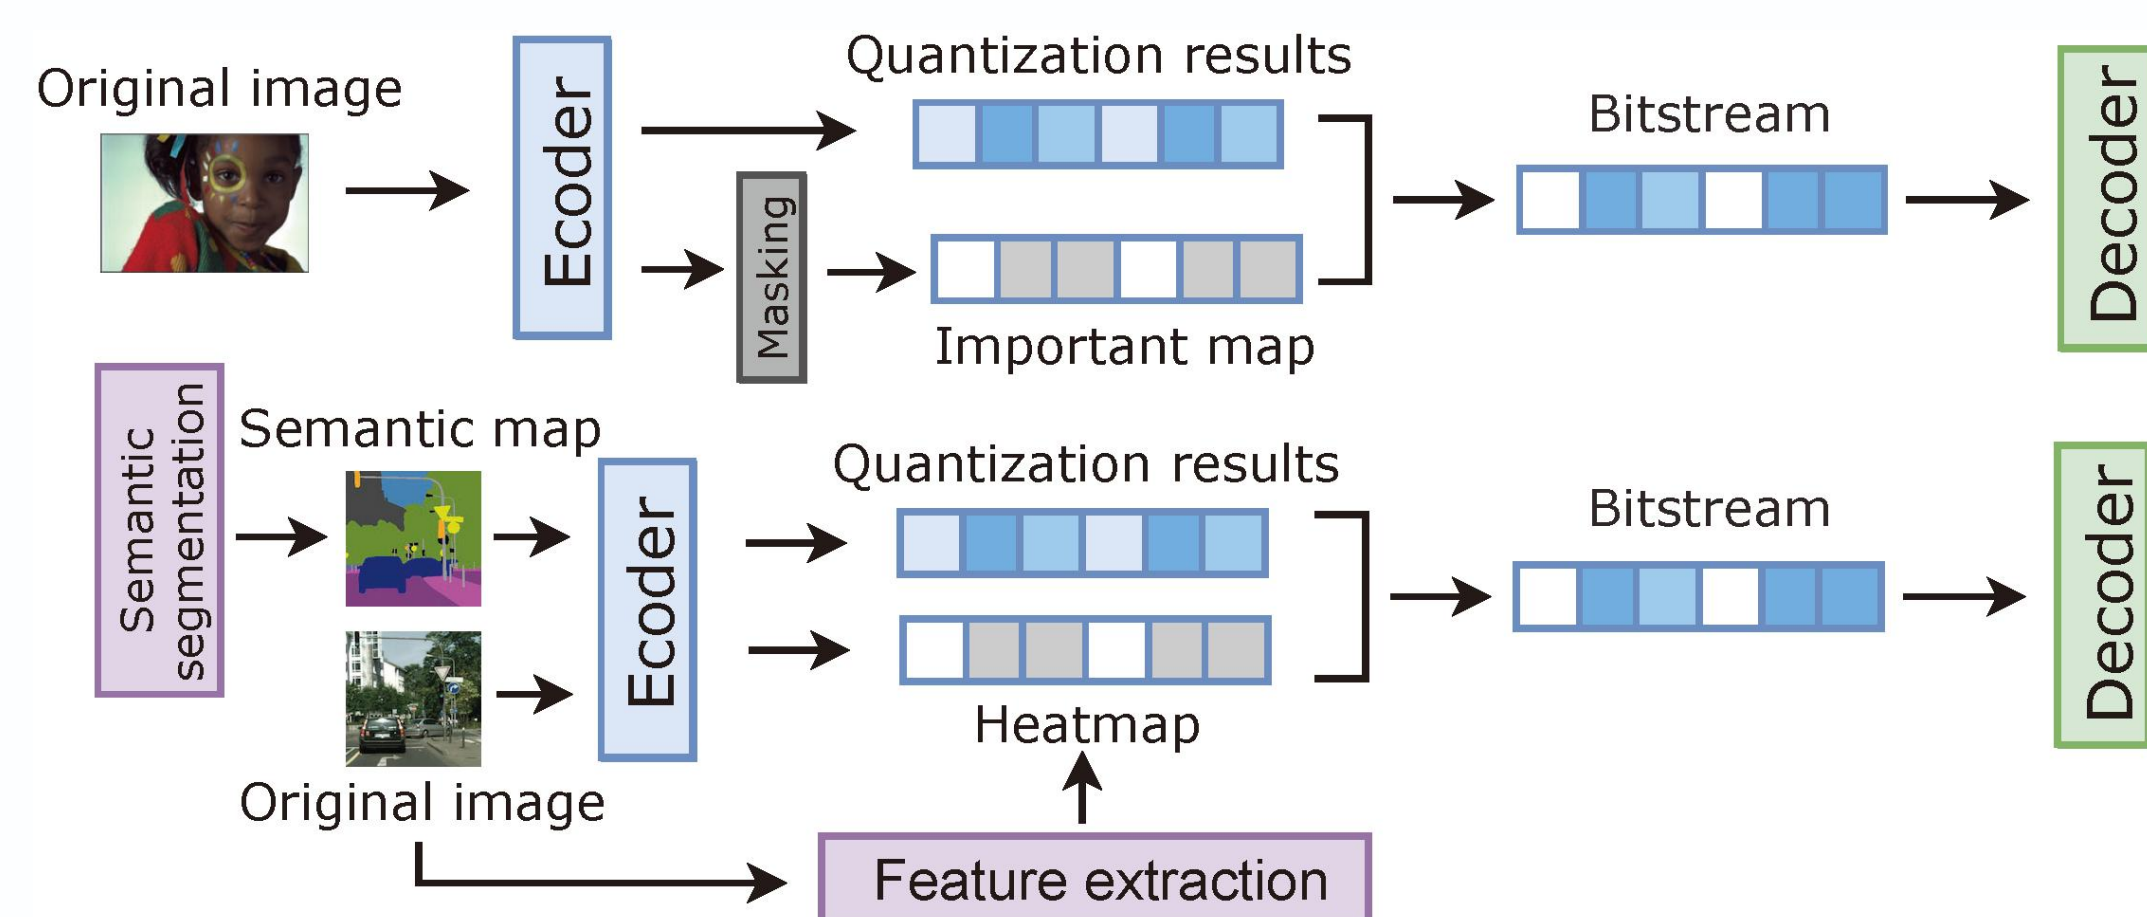 Original image
Ecoder
Quantization results
Masking
Important map
Bitstream
Decoder
Semantic
segmentation
Semantic map
Original image
Ecoder
Quantization results
Heatmap
Feature extraction
Bitstream
Decoder